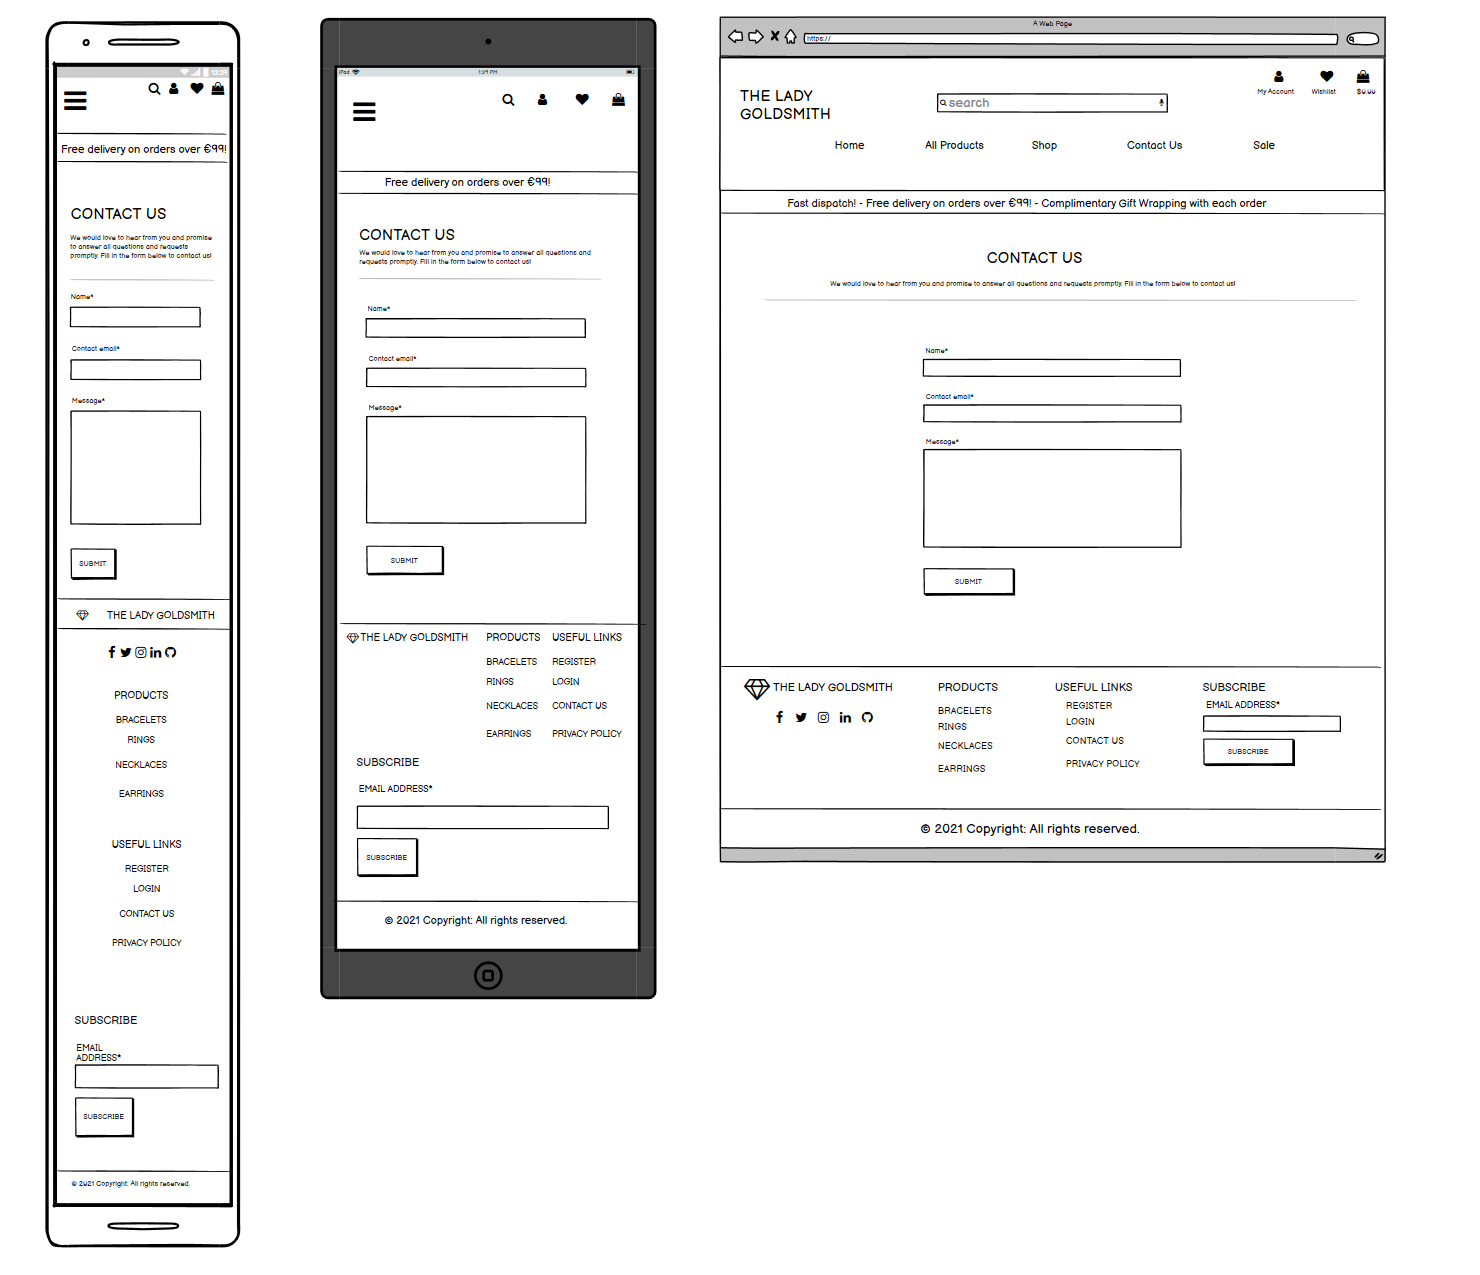 12:30
Free delivery on orders over €99!
CONTACT US
We would love to hear from you and promise
to answer all questions and requests
promptly. Fill in the form below to contact us!
Name*
Contact email*
Message*
SUBMIT
THE LADY GOLDSMITH
PRODUCTS
BRACELETS
RINGS
NECKLACES
EARRINGS
USEFUL LINKS
REGISTER
LOGIN
CONTACT US
PRIVACY POLICY
SUBSCRIBE
EMAIL
ADDRESS*
SUBSCRIBE
© 2021 Copyright: All rights reserved.
iPod 1:39 PM
Free delivery on orders over €99!
CONTACT US
We would love to hear from you and promise to answer all questions and
requests promptly. Fill in the form below to contact us!
Name*
Contact email*
Message*
SUBMIT
THE LADY GOLDSMITH PRODUCTS USEFUL LINKS
BRACELETS REGISTER
RINGS LOGIN
NECKLACES CONTACT US
EARRINGS PRIVACY POLICY
SUBSCRIBE
EMAIL ADDRESS*
SUBSCRIBE
© 2021 Copyright: All rights reserved.
A Web Page
https://
THE LADY
GOLDSMITH
search
My Account Wishlist $0.00
Home All Products Shop Contact Us Sale
Fast dispatch! - Free delivery on orders over €99! - Complimentary Gift Wrapping with each order
CONTACT US
We would love to hear from you and promise to answer all questions and requests promptly. Fill in the form below to contact us!
Name*
Contact email*
Message*
SUBMIT
THE LADY GOLDSMITH PRODUCTS USEFUL LINKS SUBSCRIBE
BRACELETS REGISTER EMAIL ADDRESS*
RINGS LOGIN
NECKLACES CONTACT US SUBSCRIBE
EARRINGS PRIVACY POLICY
© 2021 Copyright: All rights reserved.